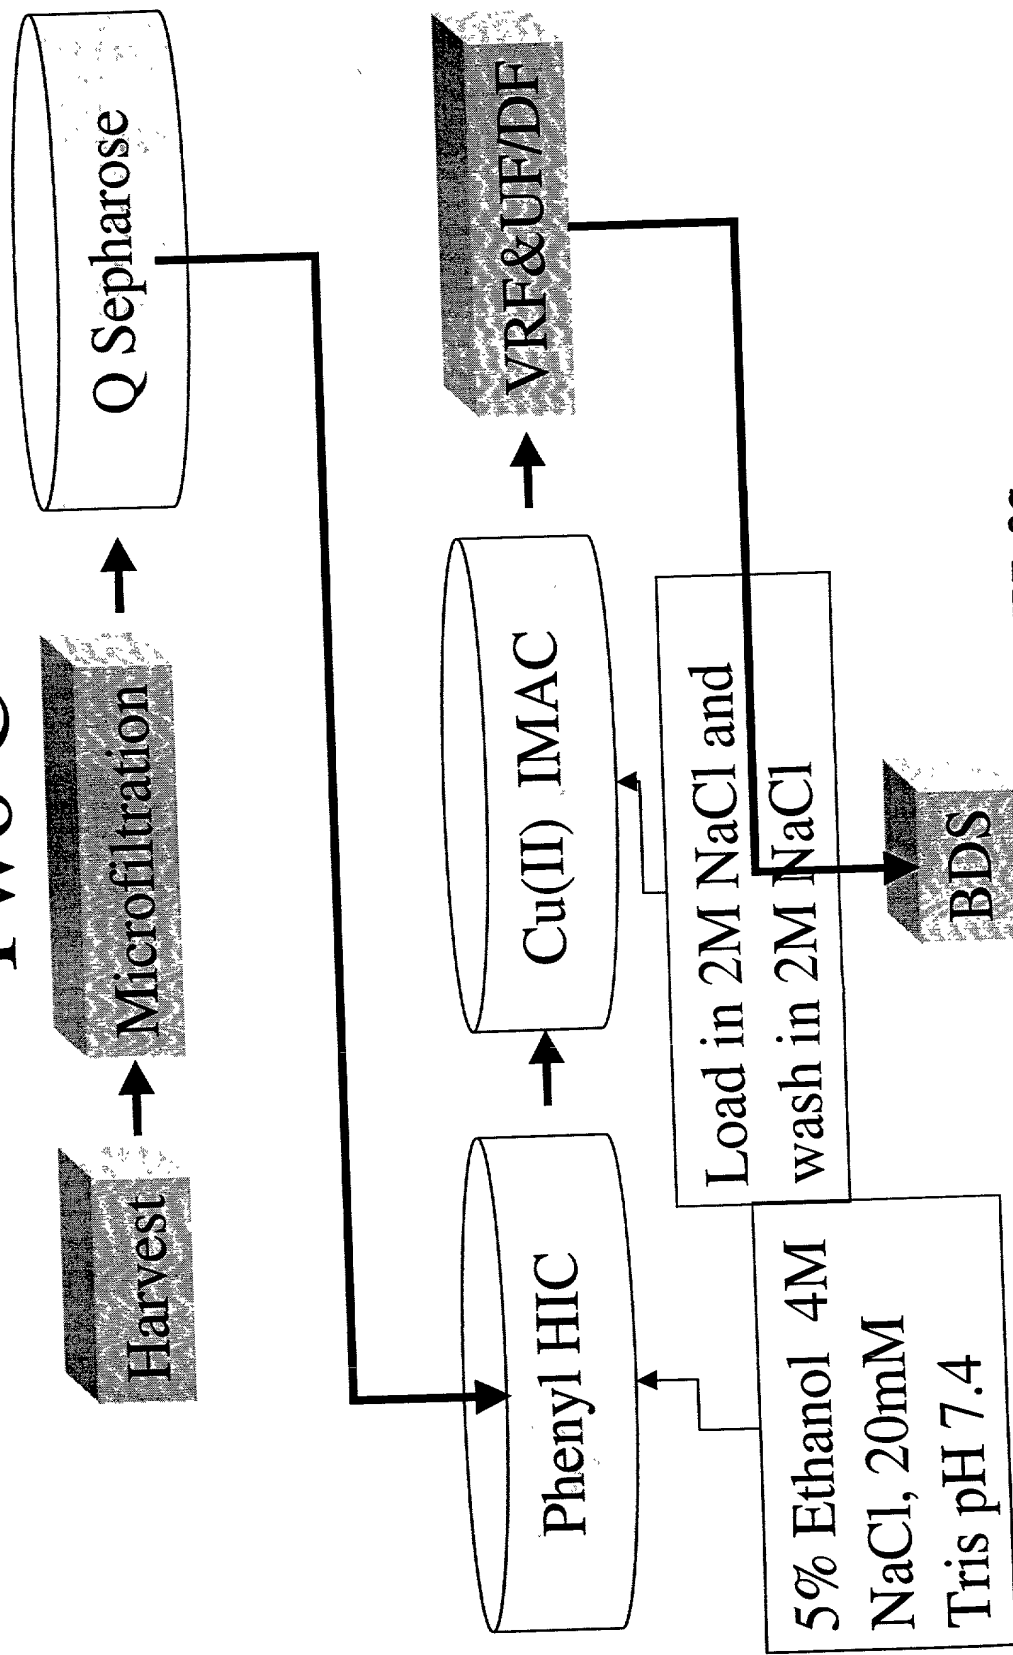 Harvest
Microfiltration
Q Sepharose
Phenyl HIC
Cu(II) IMAC
VRF&UF/DF
5% Ethanol 4M
NaCl, 20mM
Tris pH 7.4
Load in 2M NaCl and
wash in 2M NaCl
BDS